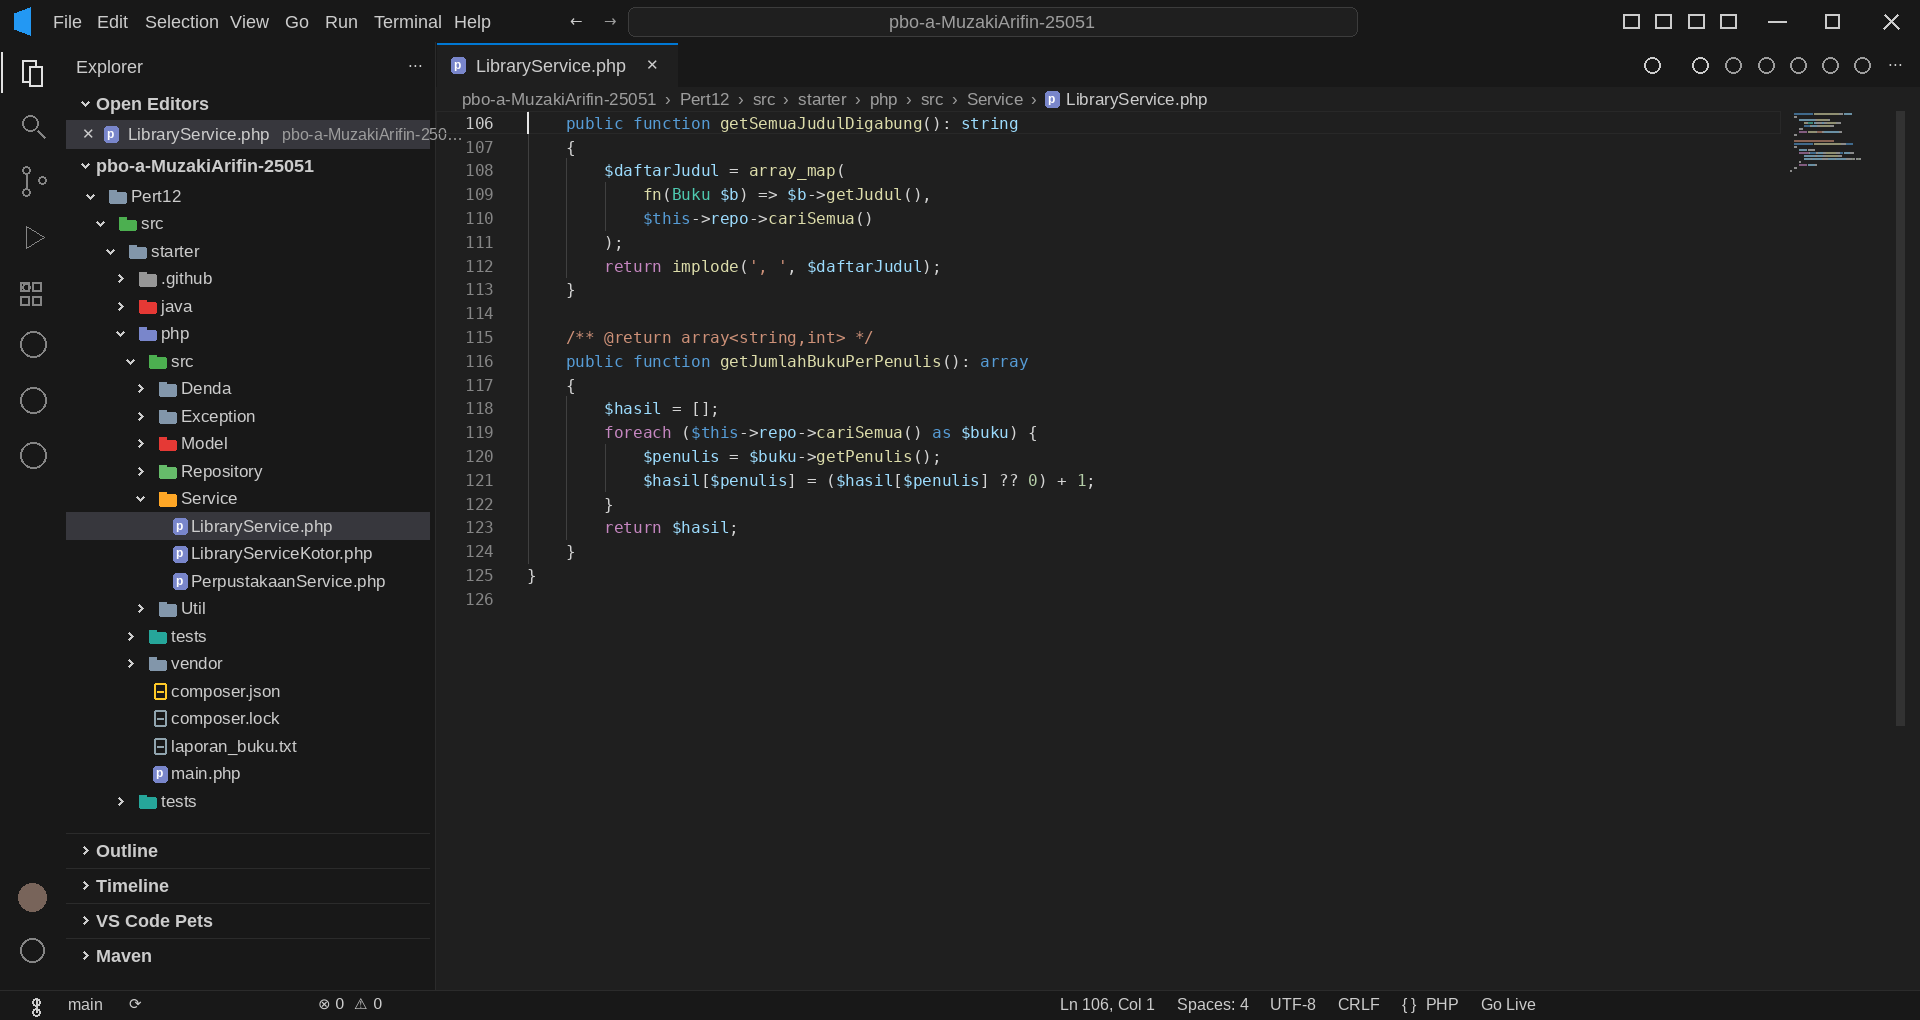 File Edit Selection View Go Run Terminal Help ← → pbo-a-MuzakiArifin-25051
Explorer ···
Open Editors
× LibraryService.php pbo-a-MuzakiArifin-250...
pbo-a-MuzakiArifin-25051
Pert12
src
starter
.github
java
php
src
Denda
Exception
Model
Repository
Service
LibraryService.php
LibraryServiceKotor.php
PerpustakaanService.php
Util
tests
vendor
composer.json
composer.lock
laporan_buku.txt
main.php
tests
Outline
Timeline
VS Code Pets
Maven
LibraryService.php ×
pbo-a-MuzakiArifin-25051 › Pert12 › src › starter › php › src › Service › LibraryService.php
106     public function getSemuaJudulDigabung(): string
107     {
108         $daftarJudul = array_map(
109             fn(Buku $b) => $b->getJudul(),
110             $this->repo->cariSemua()
111         );
112         return implode(', ', $daftarJudul);
113     }
114
115     /** @return array<string,int> */
116     public function getJumlahBukuPerPenulis(): array
117     {
118         $hasil = [];
119         foreach ($this->repo->cariSemua() as $buku) {
120             $penulis = $buku->getPenulis();
121             $hasil[$penulis] = ($hasil[$penulis] ?? 0) + 1;
122         }
123         return $hasil;
124     }
125 }
126
main ⟳ ⊗ 0 ⚠ 0 Ln 106, Col 1 Spaces: 4 UTF-8 CRLF { } PHP Go Live